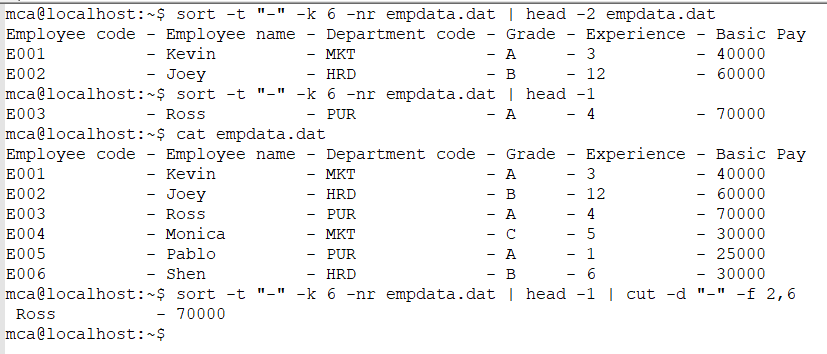 mca@localhost:~$ sort -t "-" -k 6 -nr empdata.dat | head -2 empdata.dat
Employee code - Employee name - Department code - Grade - Experience - Basic Pay
E001          - Kevin         - MKT             - A     - 3          - 40000
E002          - Joey          - HRD             - B     - 12         - 60000
mca@localhost:~$ sort -t "-" -k 6 -nr empdata.dat | head -1
E003          - Ross          - PUR             - A     - 4          - 70000
mca@localhost:~$ cat empdata.dat
Employee code - Employee name - Department code - Grade - Experience - Basic Pay
E001          - Kevin         - MKT             - A     - 3          - 40000
E002          - Joey          - HRD             - B     - 12         - 60000
E003          - Ross          - PUR             - A     - 4          - 70000
E004          - Monica        - MKT             - C     - 5          - 30000
E005          - Pablo         - PUR             - A     - 1          - 25000
E006          - Shen          - HRD             - B     - 6          - 30000
mca@localhost:~$ sort -t "-" -k 6 -nr empdata.dat | head -1 | cut -d "-" -f 2,6
 Ross          - 70000
mca@localhost:~$